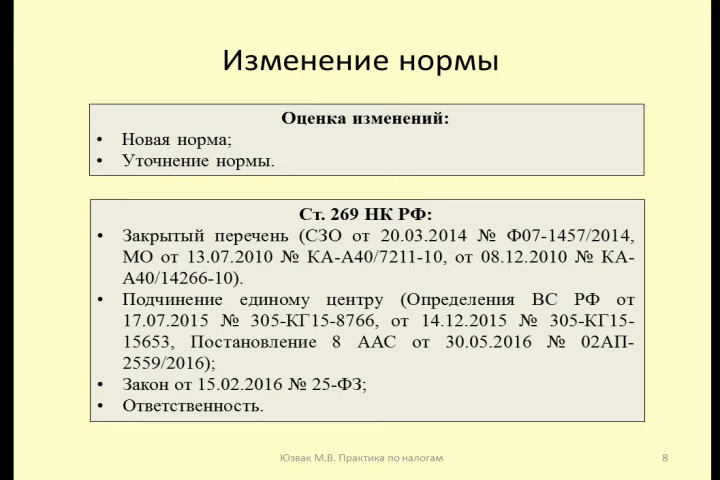 Изменение нормы
Оценка изменений:
• Новая норма;
• Уточнение нормы.
Ст. 269 НК РФ:
• Закрытый перечень (СЗО от 20.03.2014 № Ф07-1457/2014,
МО от 13.07.2010 № КА-А40/7211-10, от 08.12.2010 № КА-
А40/14266-10).
• Подчинение единому центру (Определения ВС РФ от
17.07.2015 № 305-КГ15-8766, от 14.12.2015 № 305-КГ15-
15653, Постановление 8 ААС от 30.05.2016 № 02АП-
2559/2016);
• Закон от 15.02.2016 № 25-ФЗ;
• Ответственность.
Юзвак М.В. Практика по налогам
8